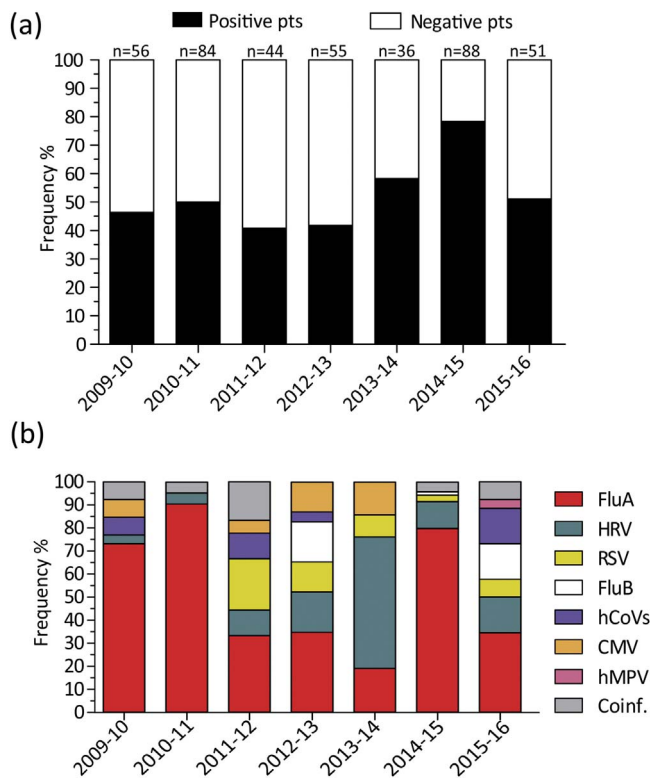 (a)
Positive pts Negative pts
n=56 n=84 n=44 n=55 n=36 n=88 n=51
100
90
80
70
60
50
40
30
20
10
0
Frequency %
2009-10 2010-11 2011-12 2012-13 2013-14 2014-15 2015-16
(b)
100
90
80
70
60
50
40
30
20
10
0
Frequency %
FluA
HRV
RSV
FluB
hCoVs
CMV
hMPV
Coinf.
2009-10 2010-11 2011-12 2012-13 2013-14 2014-15 2015-16